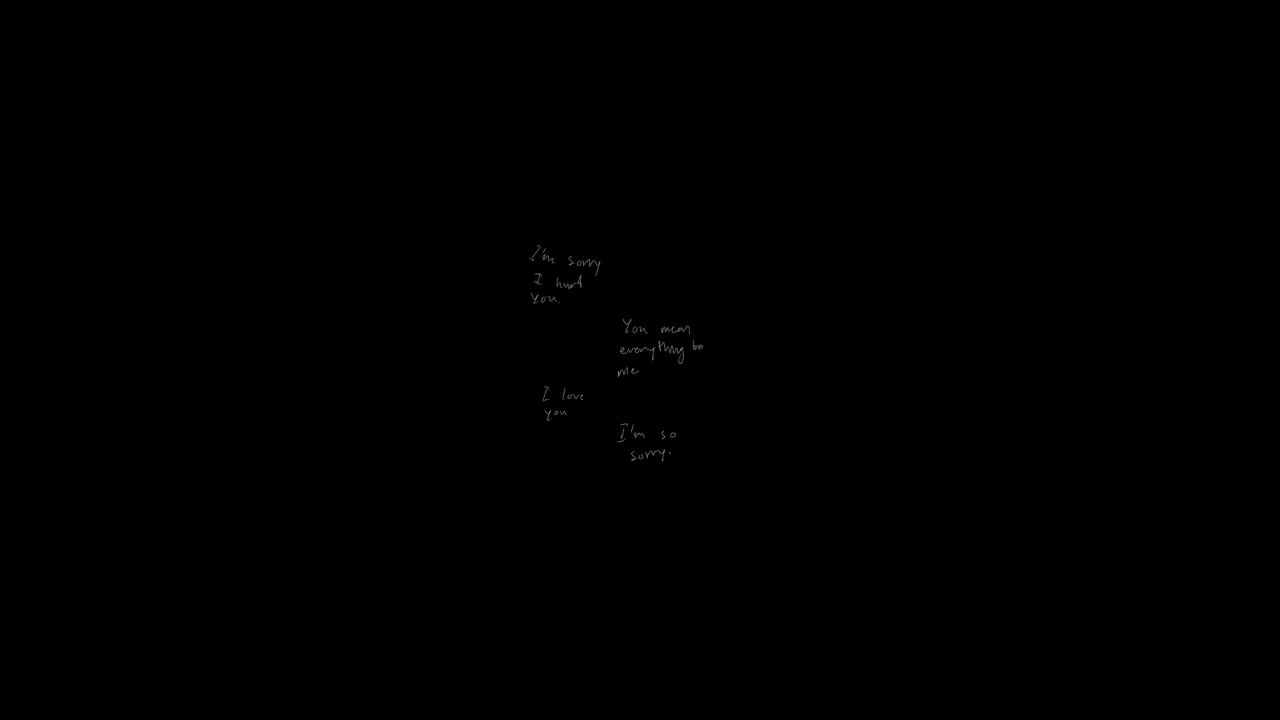 I'm sorry
I hurt
you.
You mean
everything to
me
I love
you
I'm so
sorry.